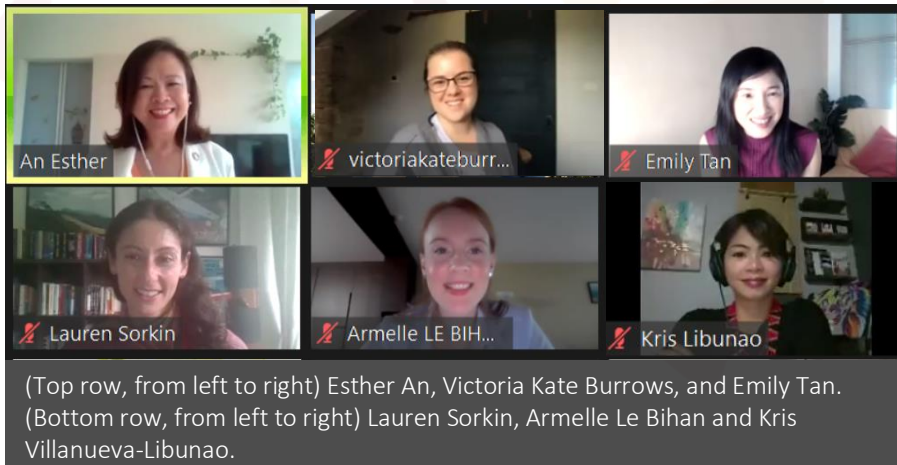 An Esther
victoriakateburr...
Emily Tan
Lauren Sorkin
Armelle LE BIH...
Kris Libunao
(Top row, from left to right) Esther An, Victoria Kate Burrows, and Emily Tan.
(Bottom row, from left to right) Lauren Sorkin, Armelle Le Bihan and Kris
Villanueva-Libunao.